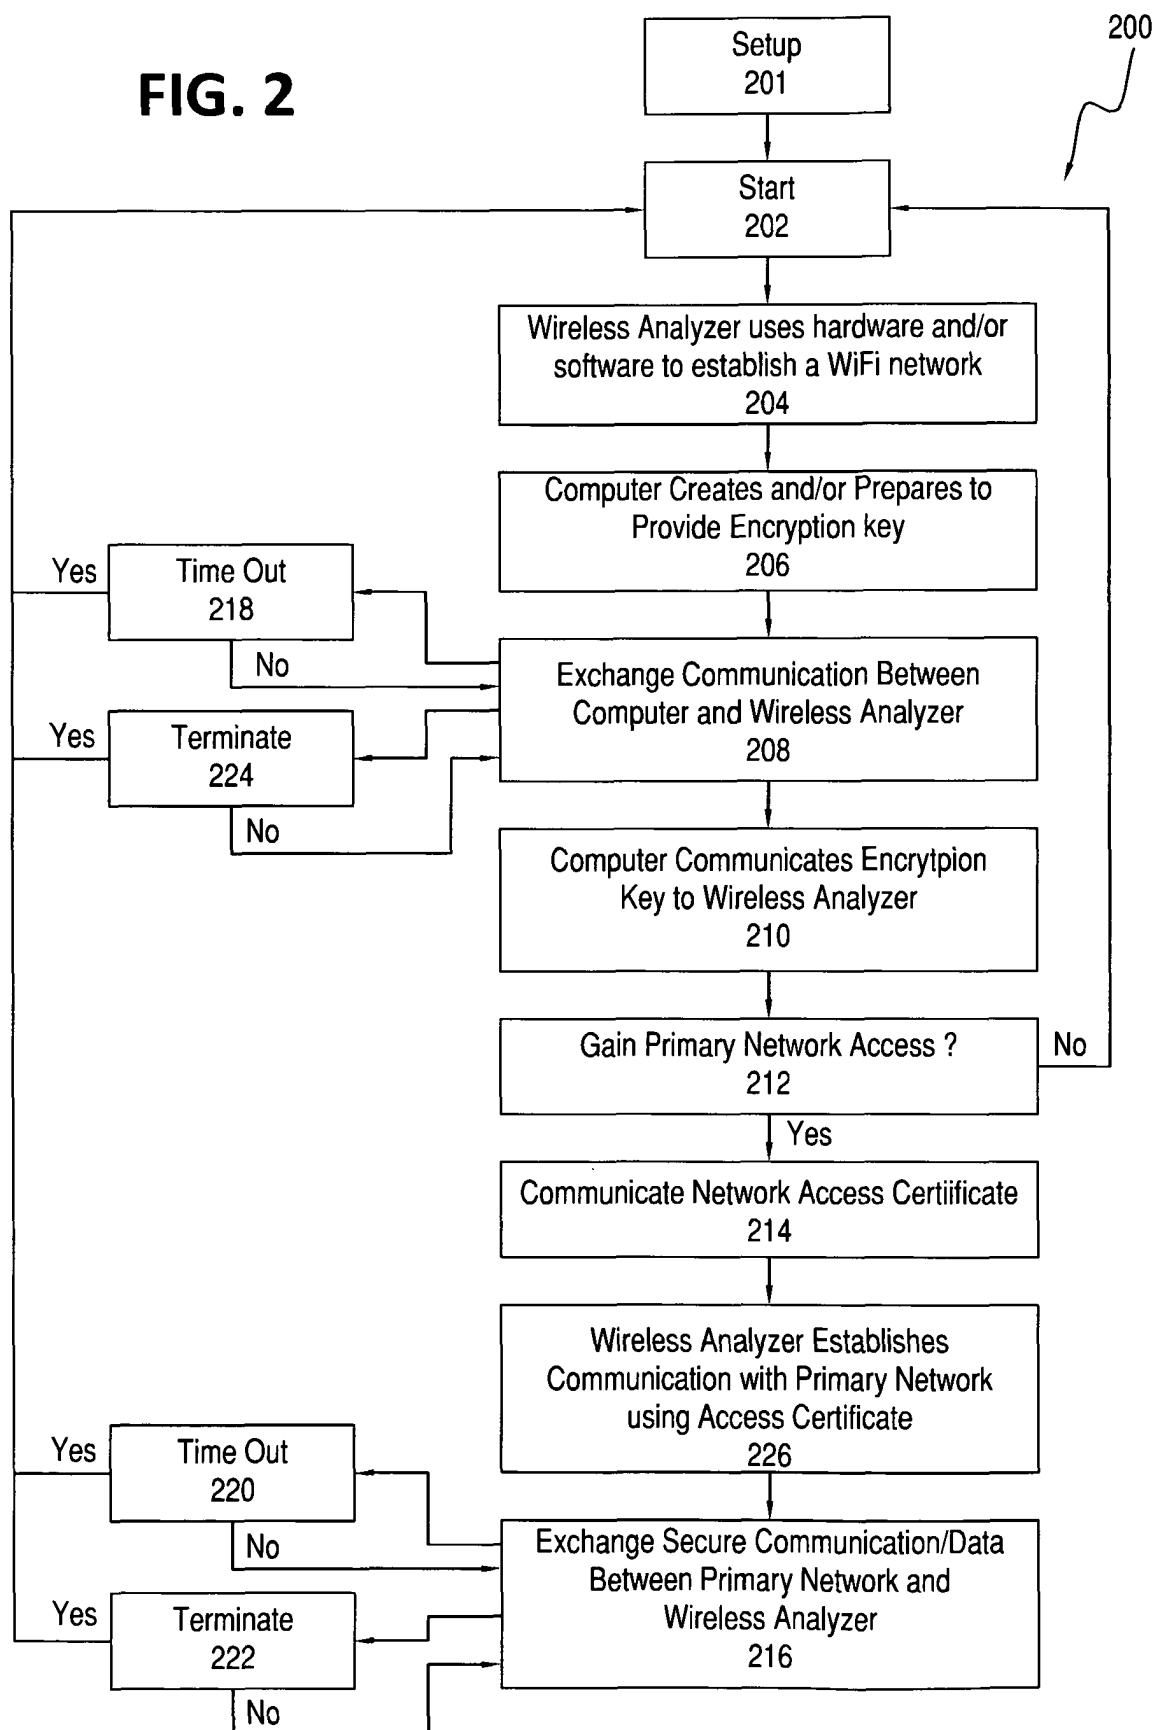 200
FIG. 2
Setup
201
Start
202
Wireless Analyzer uses hardware and/or
software to establish a WiFi network
204
Computer Creates and/or Prepares to
Provide Encryption key
206
Yes
Time Out
218
No
Exchange Communication Between
Computer and Wireless Analyzer
208
Yes
Terminate
224
No
Computer Communicates Encrytpion
Key to Wireless Analyzer
210
Gain Primary Network Access ?
212
No
Yes
Communicate Network Access Certiificate
214
Wireless Analyzer Establishes
Communication with Primary Network
using Access Certificate
226
Yes
Time Out
220
No
Exchange Secure Communication/Data
Between Primary Network and
Wireless Analyzer
216
Yes
Terminate
222
No